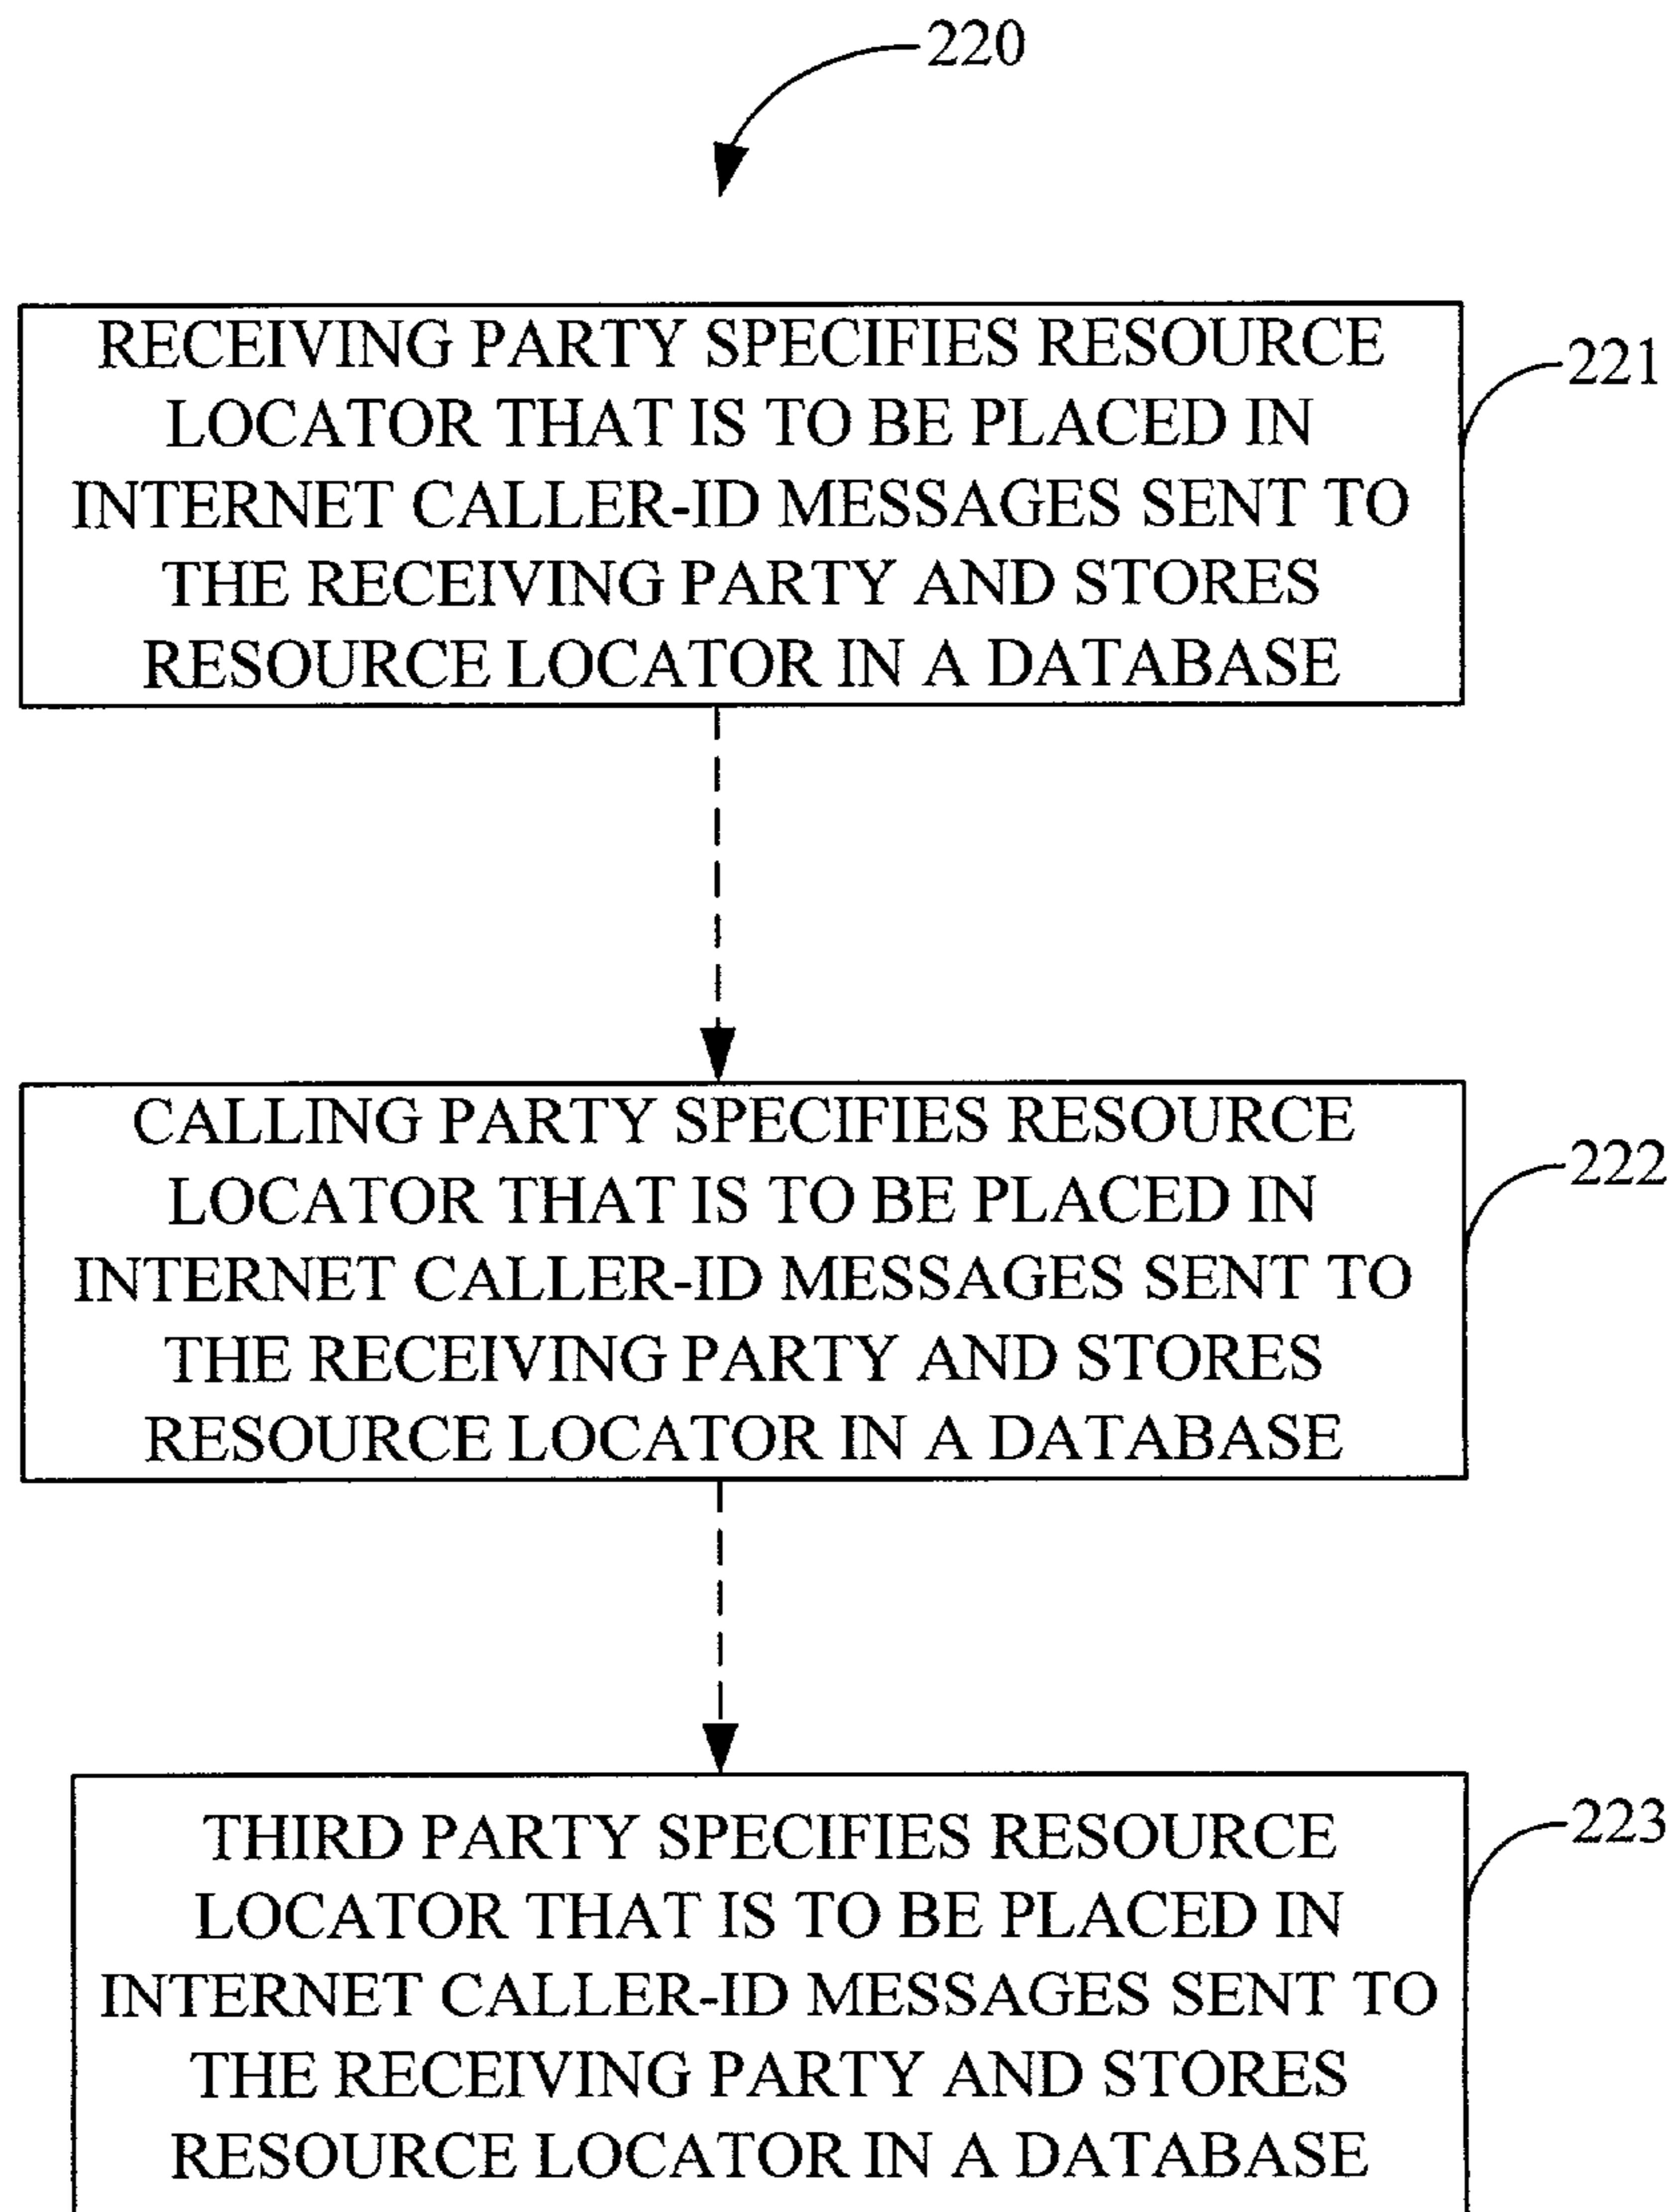 220
RECEIVING PARTY SPECIFIES RESOURCE
LOCATOR THAT IS TO BE PLACED IN
INTERNET CALLER-ID MESSAGES SENT TO
THE RECEIVING PARTY AND STORES
RESOURCE LOCATOR IN A DATABASE
221
CALLING PARTY SPECIFIES RESOURCE
LOCATOR THAT IS TO BE PLACED IN
INTERNET CALLER-ID MESSAGES SENT TO
THE RECEIVING PARTY AND STORES
RESOURCE LOCATOR IN A DATABASE
222
THIRD PARTY SPECIFIES RESOURCE
LOCATOR THAT IS TO BE PLACED IN
INTERNET CALLER-ID MESSAGES SENT TO
THE RECEIVING PARTY AND STORES
RESOURCE LOCATOR IN A DATABASE
223